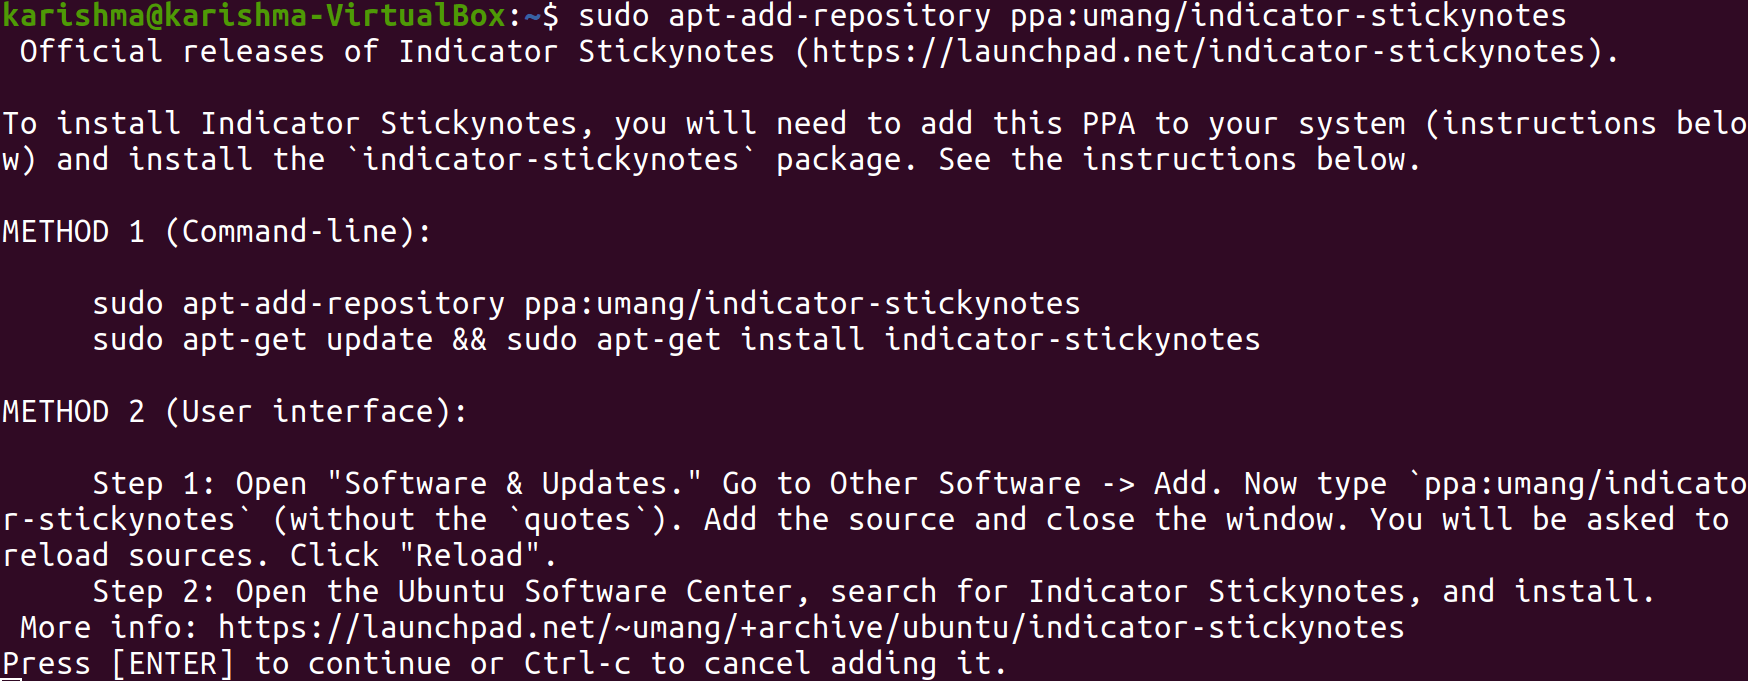 karishma@karishma-VirtualBox:~$ sudo apt-add-repository ppa:umang/indicator-stickynotes
 Official releases of Indicator Stickynotes (https://launchpad.net/indicator-stickynotes).

To install Indicator Stickynotes, you will need to add this PPA to your system (instructions belo
w) and install the `indicator-stickynotes` package. See the instructions below.

METHOD 1 (Command-line):

     sudo apt-add-repository ppa:umang/indicator-stickynotes
     sudo apt-get update && sudo apt-get install indicator-stickynotes

METHOD 2 (User interface):

     Step 1: Open "Software & Updates." Go to Other Software -> Add. Now type `ppa:umang/indicato
r-stickynotes` (without the `quotes`). Add the source and close the window. You will be asked to
reload sources. Click "Reload".
     Step 2: Open the Ubuntu Software Center, search for Indicator Stickynotes, and install.
 More info: https://launchpad.net/~umang/+archive/ubuntu/indicator-stickynotes
Press [ENTER] to continue or Ctrl-c to cancel adding it.